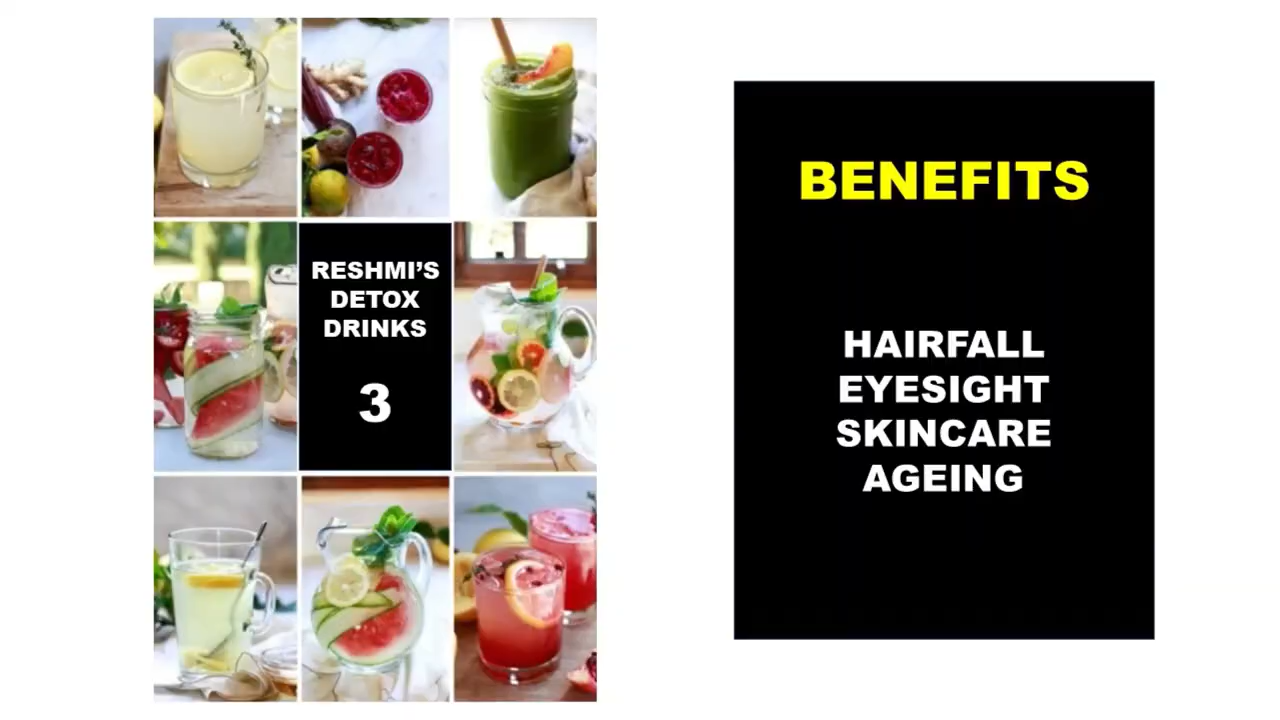 RESHMI'S
DETOX
DRINKS
3
BENEFITS
HAIRFALL
EYESIGHT
SKINCARE
AGEING